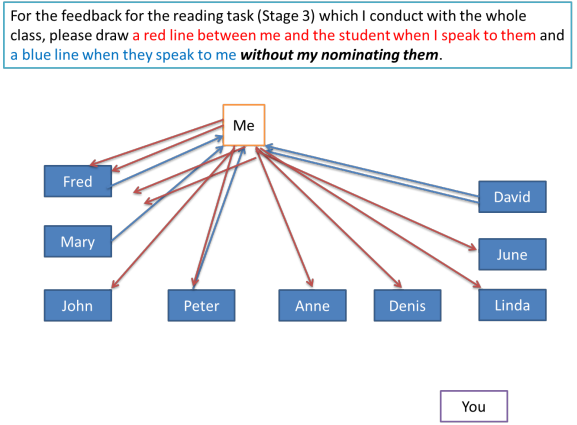 For the feedback for the reading task (Stage 3) which I conduct with the whole
class, please draw a red line between me and the student when I speak to them and
a blue line when they speak to me without my nominating them.
Me
Fred
David
Mary
June
John
Peter
Anne
Denis
Linda
You